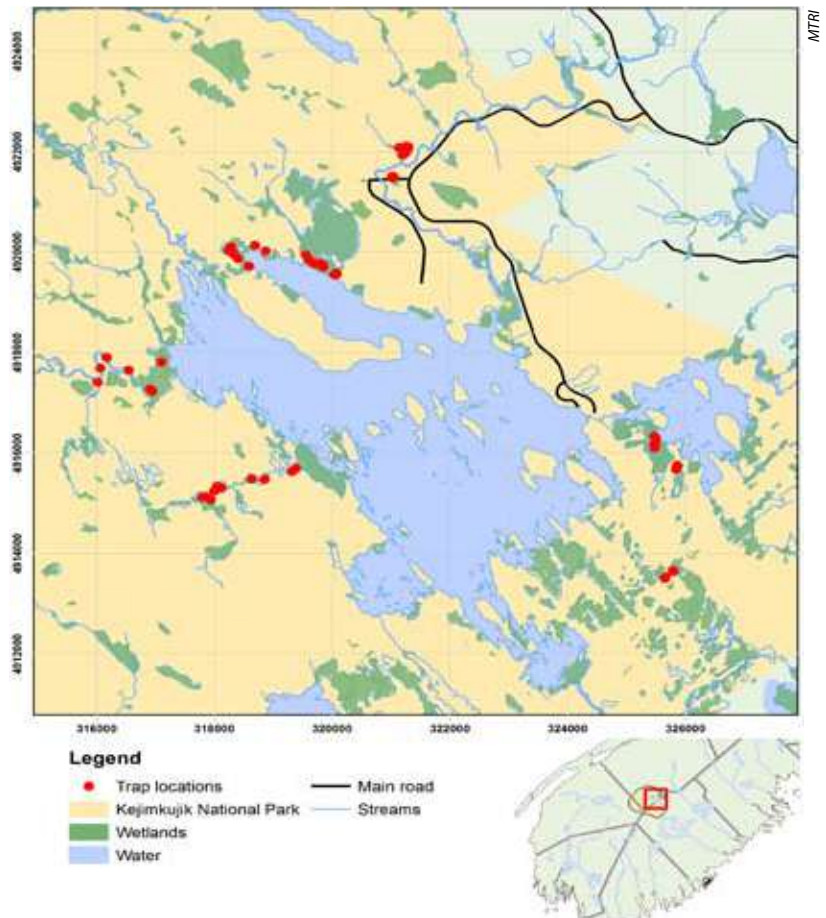 MTRI
4924000
4922000
4920000
4918000
4916000
4914000
4912000
316000 318000 320000 322000 324000 326000
Legend
Trap locations
Main road
Kejimkujik National Park
Streams
Wetlands
Water